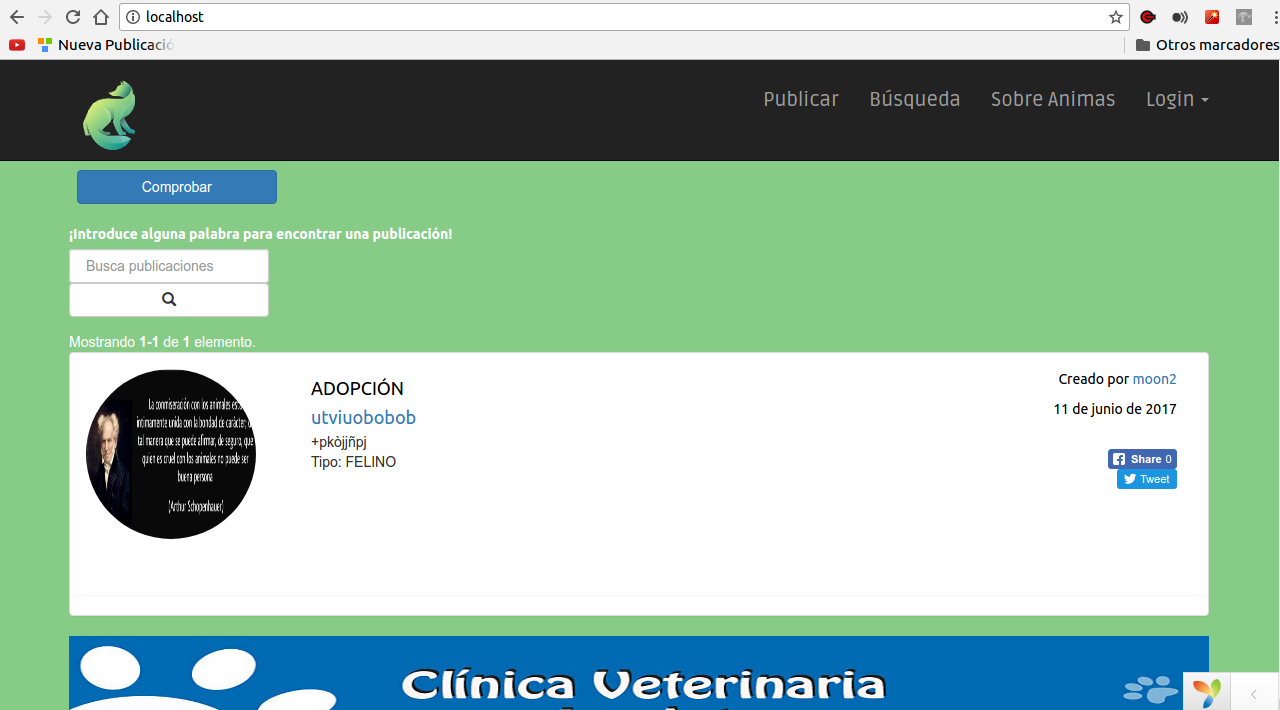 localhost
Nueva Publicació
Otros marcadores
Publicar
Búsqueda
Sobre Animas
Login
Comprobar
¡Introduce alguna palabra para encontrar una publicación!
Busca publicaciones
Mostrando 1-1 de 1 elemento.
La conmiseración con los animales está
íntimamente unida con la bondad de carácter, d
tal manera que se puede afirmar, de seguro, que
quien es cruel con los animales no puede ser
buena persona
(Arthur Schopenhauer)
ADOPCIÓN
utviuobobob
+pkòjjñpj
Tipo: FELINO
Creado por moon2
11 de junio de 2017
Share 0
Tweet
Clínica Veterinaria